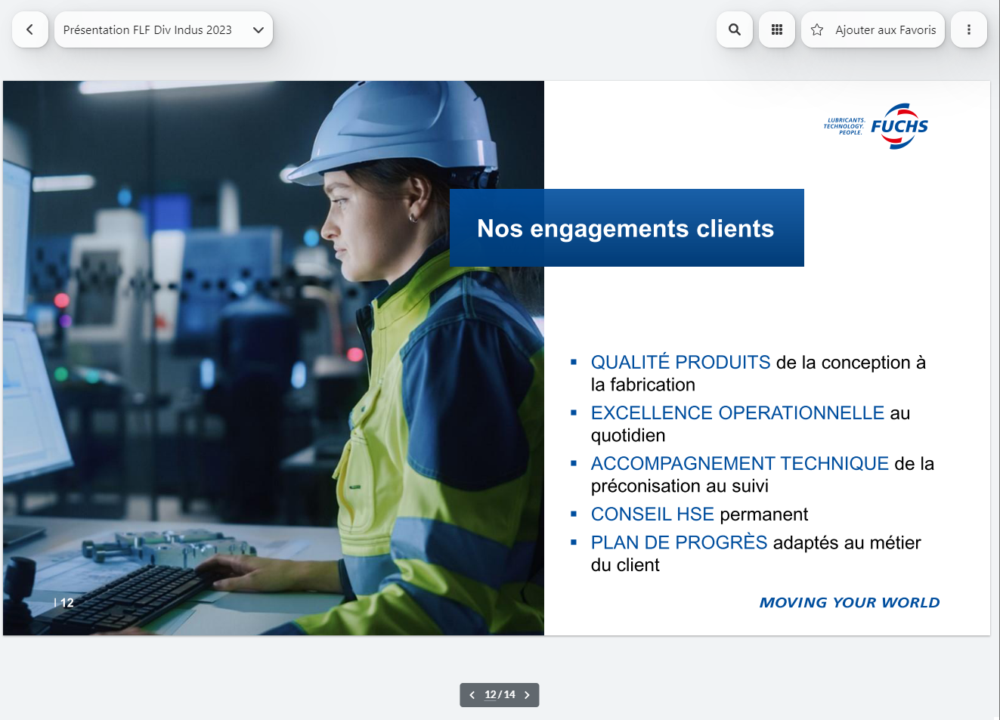 Présentation FLF Div Indus 2023
Ajouter aux Favoris
LUBRICANTS.
TECHNOLOGY.
PEOPLE.
FUCHS
Nos engagements clients
▪ QUALITÉ PRODUITS de la conception à
la fabrication
▪ EXCELLENCE OPERATIONNELLE au
quotidien
▪ ACCOMPAGNEMENT TECHNIQUE de la
préconisation au suivi
▪ CONSEIL HSE permanent
▪ PLAN DE PROGRÈS adaptés au métier
du client
| 12
MOVING YOUR WORLD
12 / 14